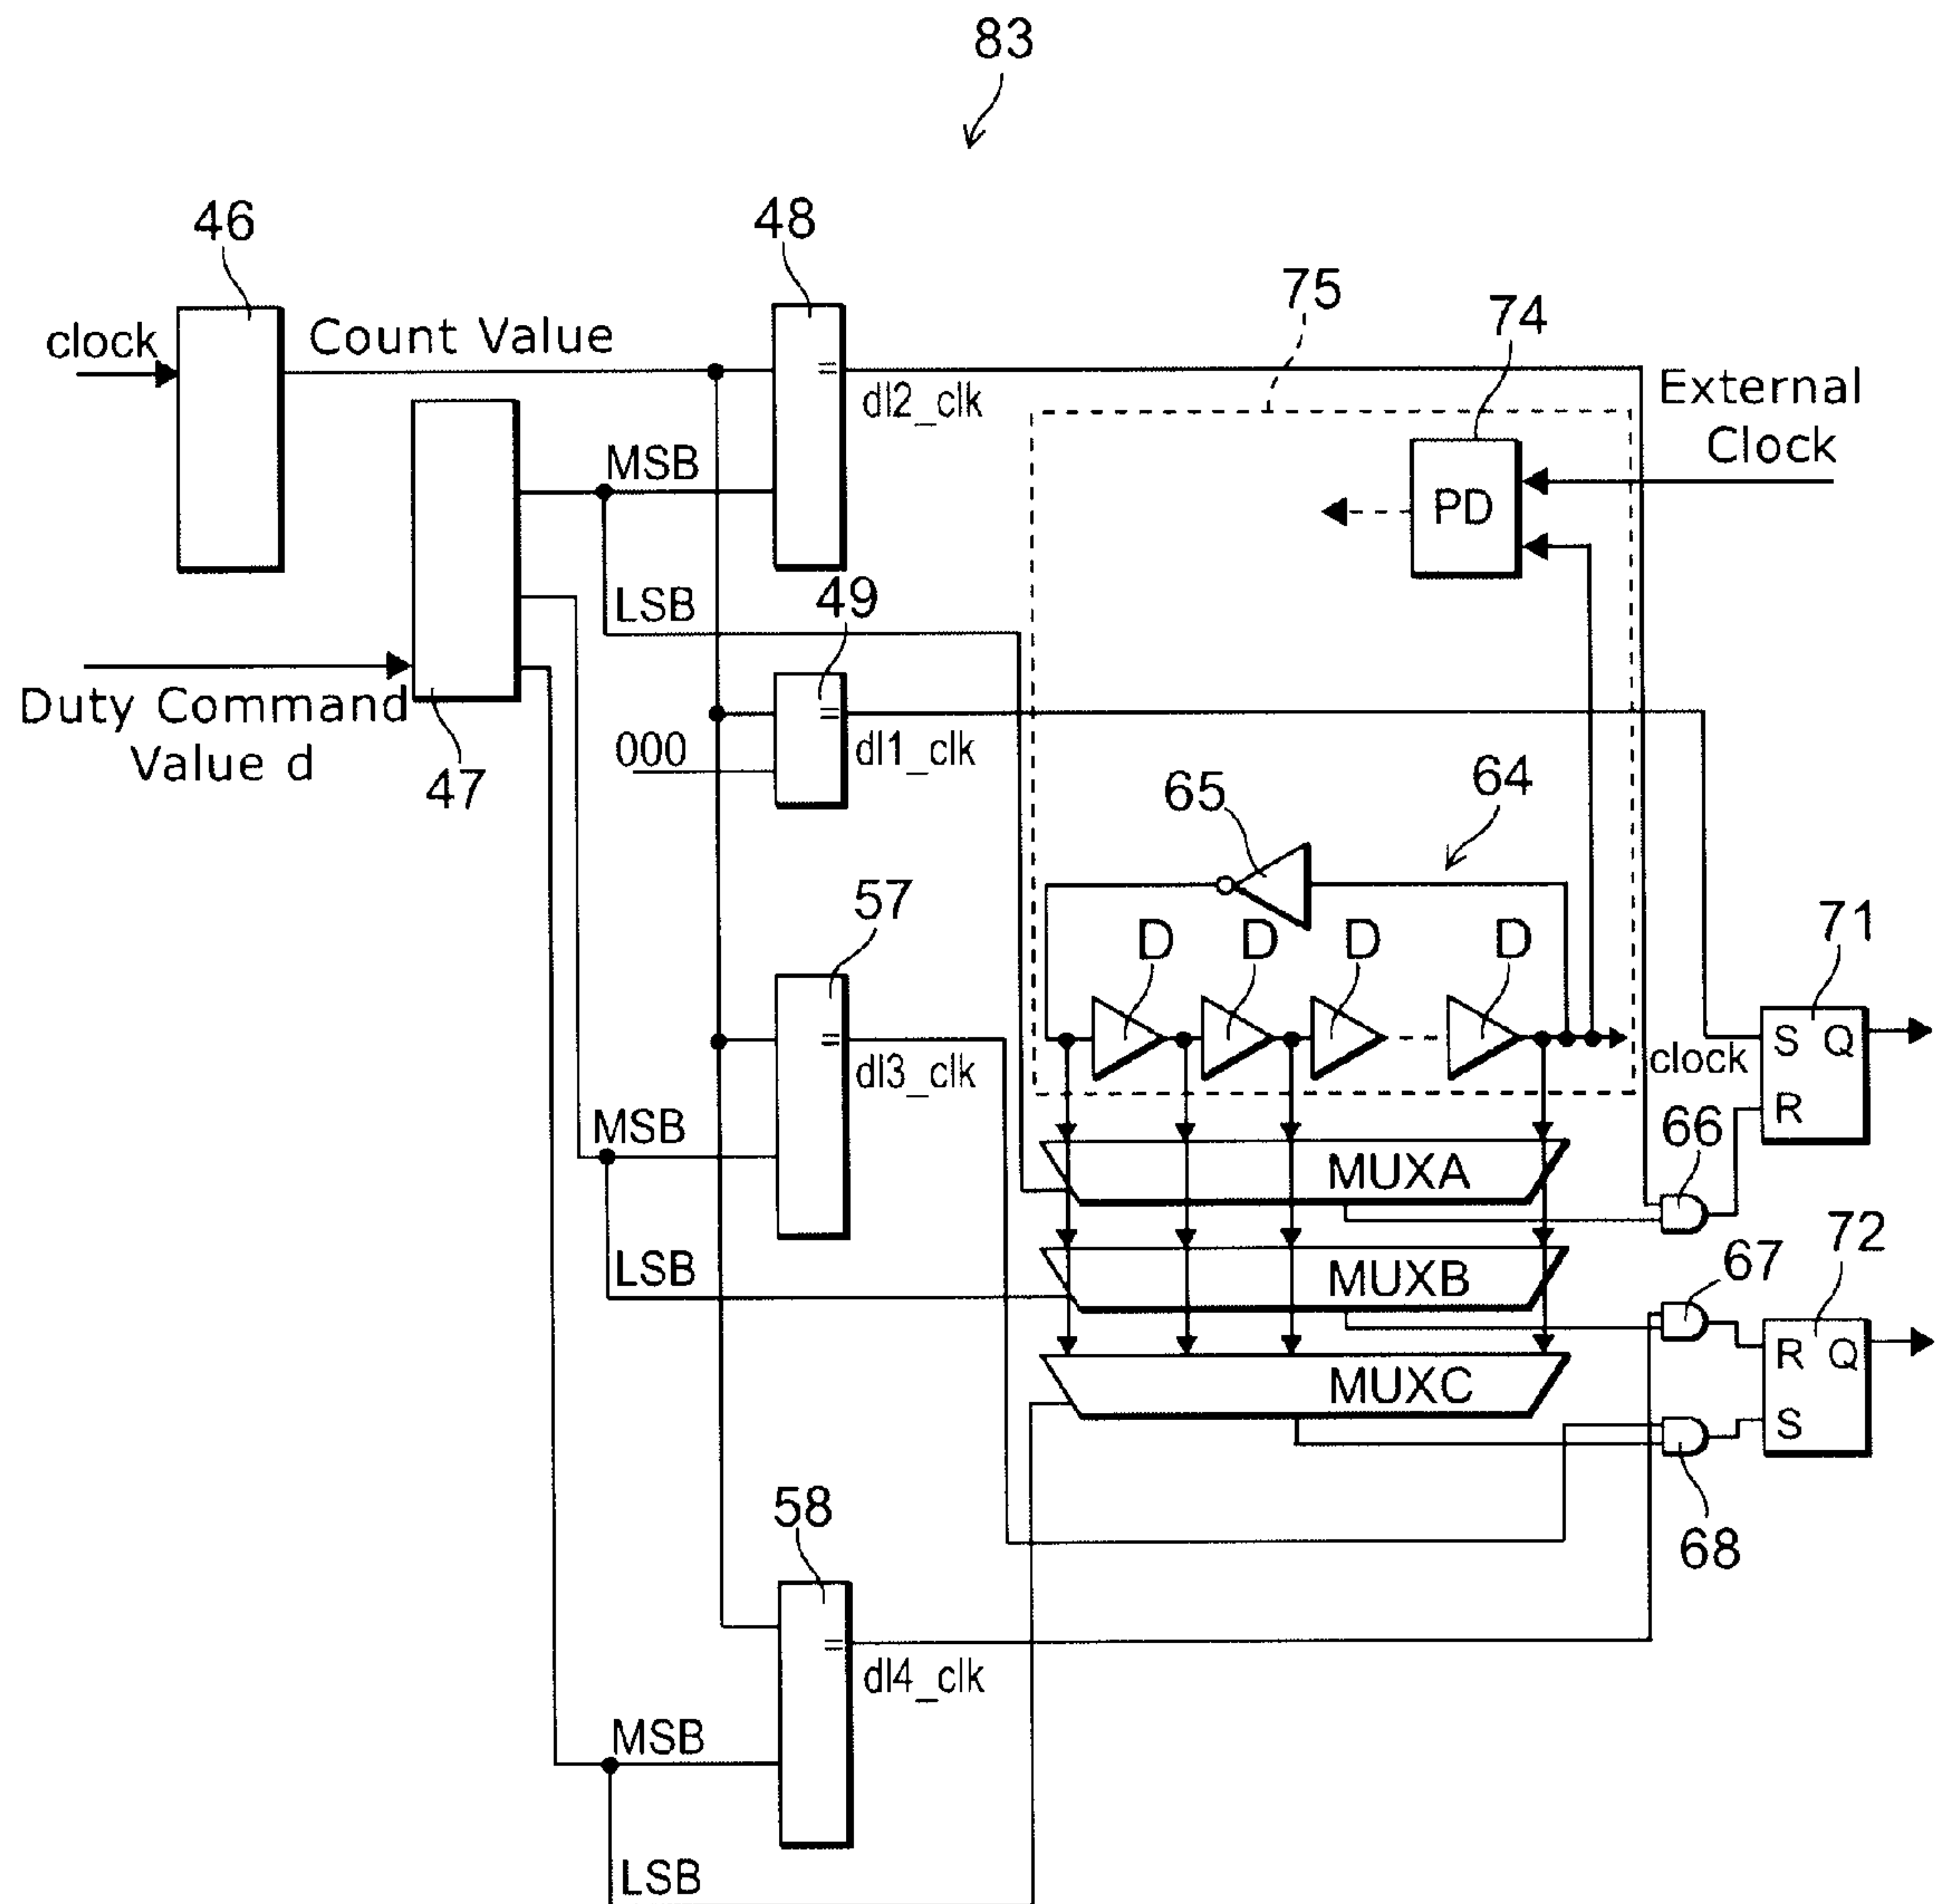 83
46
48
75
74
clock
Count Value
=
dl2_clk
External
Clock
MSB
PD
LSB
49
=
000
dl1_clk
Duty Command
Value d
47
65
64
57
D
D
D
D
71
=
dl3_clk
clock
S
Q
R
MSB
66
MUXA
LSB
MUXB
67
72
R
Q
MUXC
S
58
68
=
dl4_clk
MSB
LSB